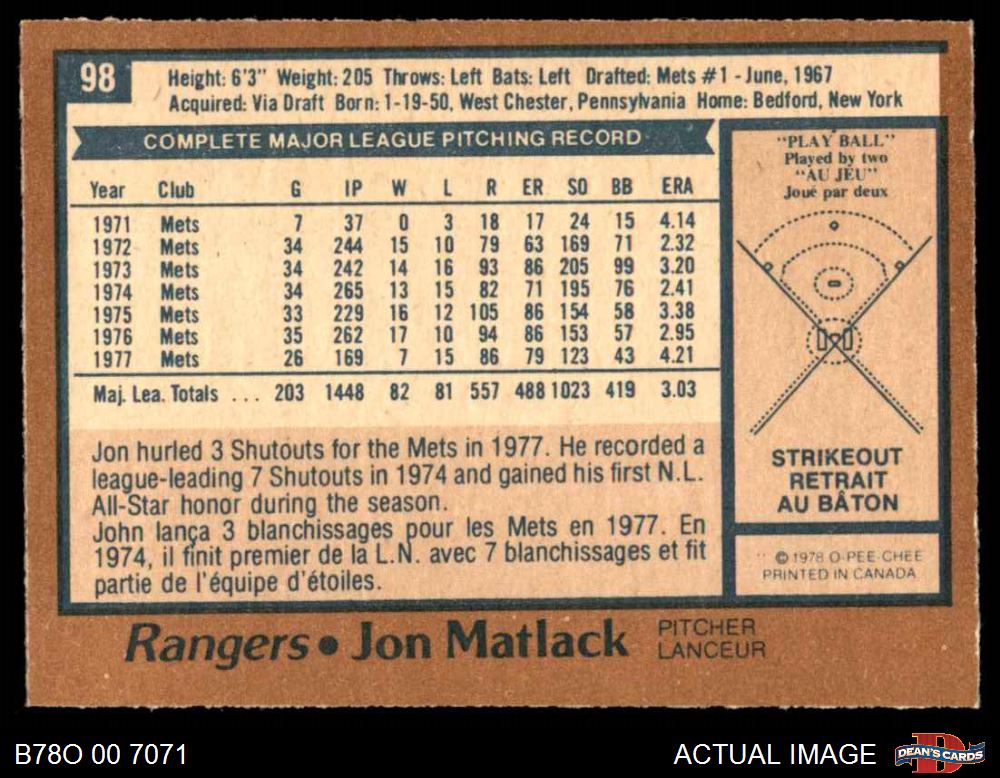 98
Height: 6'3" Weight: 205 Throws: Left Bats: Left Drafted: Mets #1 - June, 1967
Acquired: Via Draft Born: 1-19-50, West Chester, Pennsylvania Home: Bedford, New York
COMPLETE MAJOR LEAGUE PITCHING RECORD
Year Club G IP W L R ER SO BB ERA
1971 Mets 7 37 0 3 18 17 24 15 4.14
1972 Mets 34 244 15 10 79 63 169 71 2.32
1973 Mets 34 242 14 16 93 86 205 99 3.20
1974 Mets 34 265 13 15 82 71 195 76 2.41
1975 Mets 33 229 16 12 105 86 154 58 3.38
1976 Mets 35 262 17 10 94 86 153 57 2.95
1977 Mets 26 169 7 15 86 79 123 43 4.21
Maj. Lea. Totals ... 203 1448 82 81 557 488 1023 419 3.03
Jon hurled 3 Shutouts for the Mets in 1977. He recorded a
league-leading 7 Shutouts in 1974 and gained his first N.L.
All-Star honor during the season.
John lança 3 blanchissages pour les Mets en 1977. En
1974, il finit premier de la L.N. avec 7 blanchissages et fit
partie de l'équipe d'étoiles.
"PLAY BALL"
Played by two
"AU JEU"
Joué par deux
STRIKEOUT
RETRAIT
AU BÂTON
© 1978 O-PEE-CHEE
PRINTED IN CANADA
Rangers • Jon Matlack
PITCHER
LANCEUR
B78O 00 7071
ACTUAL IMAGE
DEAN'S CARDS